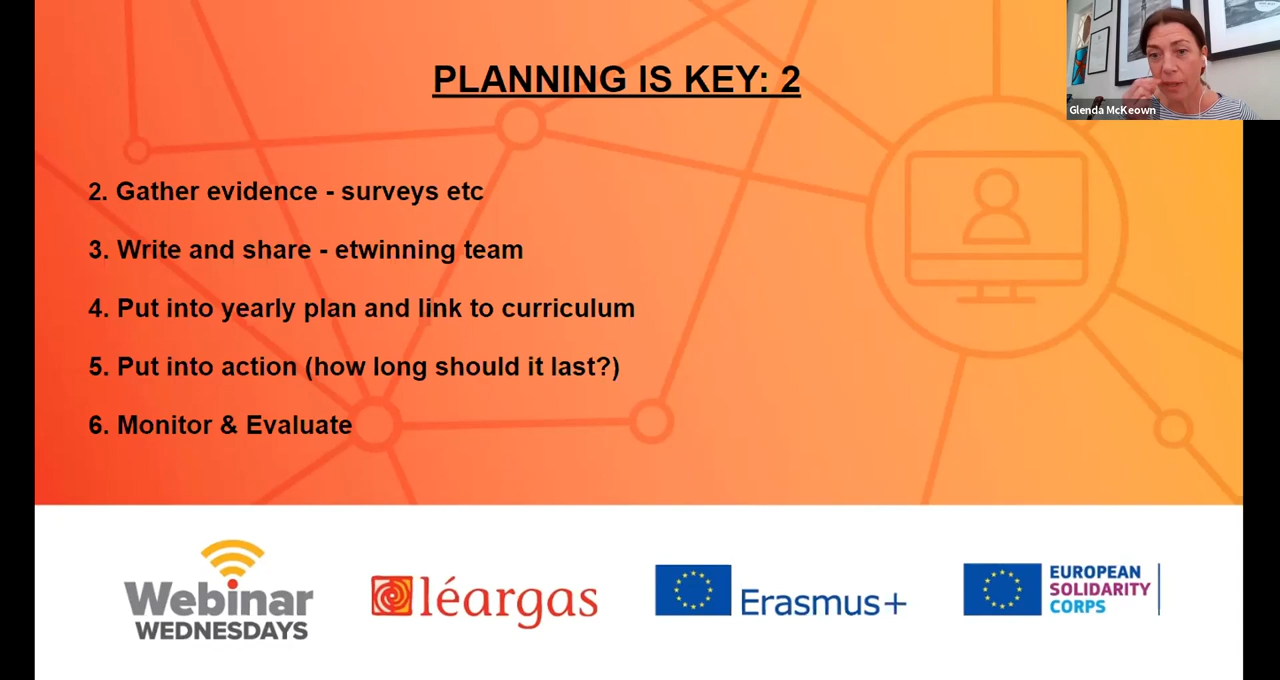 PLANNING IS KEY: 2
Glenda McKeown
2. Gather evidence - surveys etc
3. Write and share - etwinning team
4. Put into yearly plan and link to curriculum
5. Put into action (how long should it last?)
6. Monitor & Evaluate
Webinar
WEDNESDAYS
léargas
Erasmus+
EUROPEAN
SOLIDARITY
CORPS